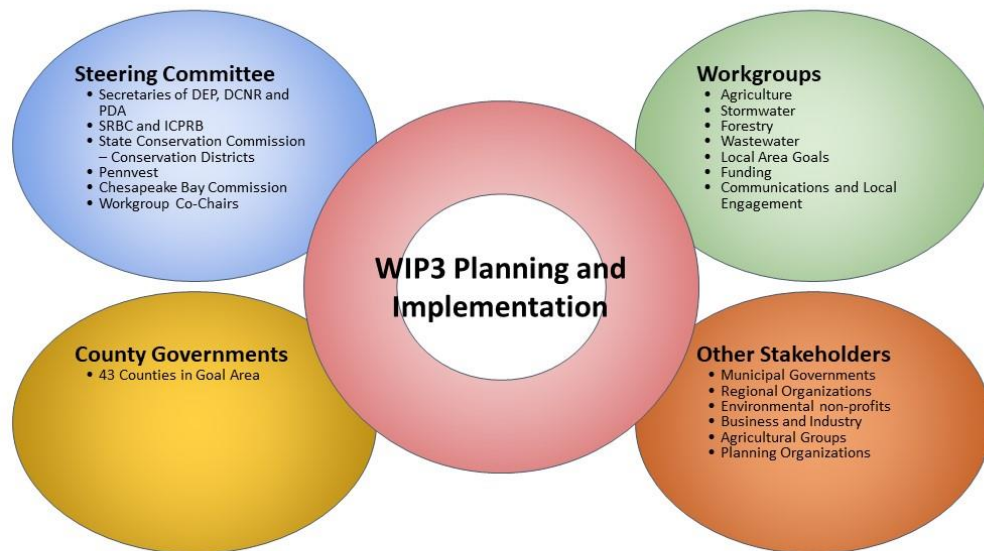 Steering Committee
• Secretaries of DEP, DCNR and
PDA
• SRBC and ICPRB
• State Conservation Commission
– Conservation Districts
• Pennvest
• Chesapeake Bay Commission
• Workgroup Co-Chairs
Workgroups
• Agriculture
• Stormwater
• Forestry
• Wastewater
• Local Area Goals
• Funding
• Communications and Local
Engagement
WIP3 Planning and
Implementation
County Governments
• 43 Counties in Goal Area
Other Stakeholders
• Municipal Governments
• Regional Organizations
• Environmental non-profits
• Business and Industry
• Agricultural Groups
• Planning Organizations